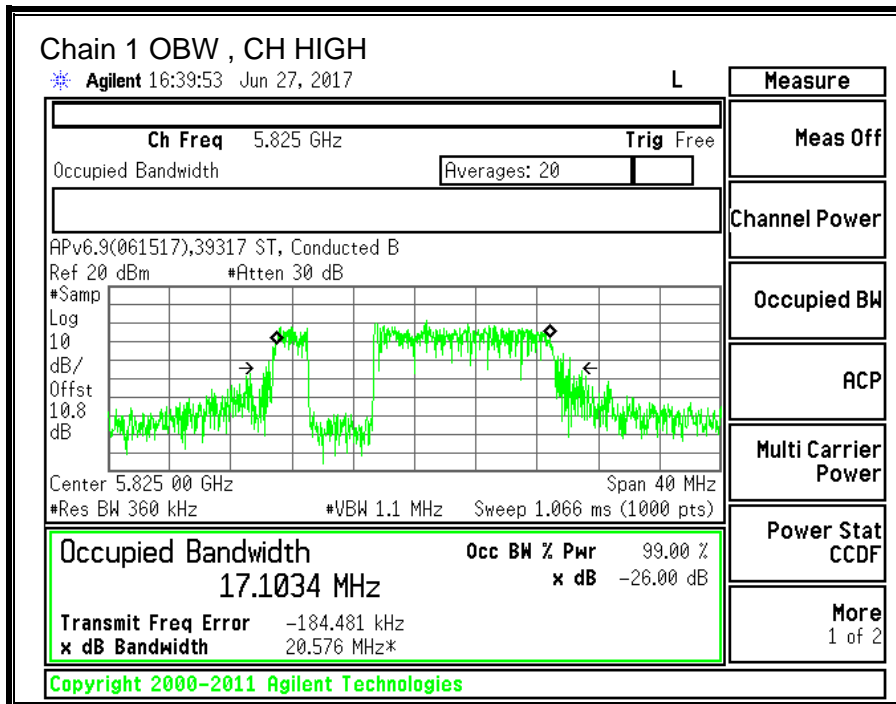 Chain 1 OBW , CH HIGH
Agilent 16:39:53 Jun 27, 2017 L
Measure
Ch Freq 5.825 GHz Trig Free
Occupied Bandwidth Averages: 20
APv6.9(061517),39317 ST, Conducted B
Ref 20 dBm #Atten 30 dB
#Samp
Log
10
dB/
Offst
10.8
dB
Center 5.825 00 GHz Span 40 MHz
#Res BW 360 kHz #VBW 1.1 MHz Sweep 1.066 ms (1000 pts)
Occupied Bandwidth Occ BW % Pwr 99.00 %
17.1034 MHz x dB -26.00 dB
Transmit Freq Error -184.481 kHz
x dB Bandwidth 20.576 MHz*
Meas Off
Channel Power
Occupied BW
ACP
Multi Carrier
Power
Power Stat
CCDF
More
1 of 2
Copyright 2000-2011 Agilent Technologies